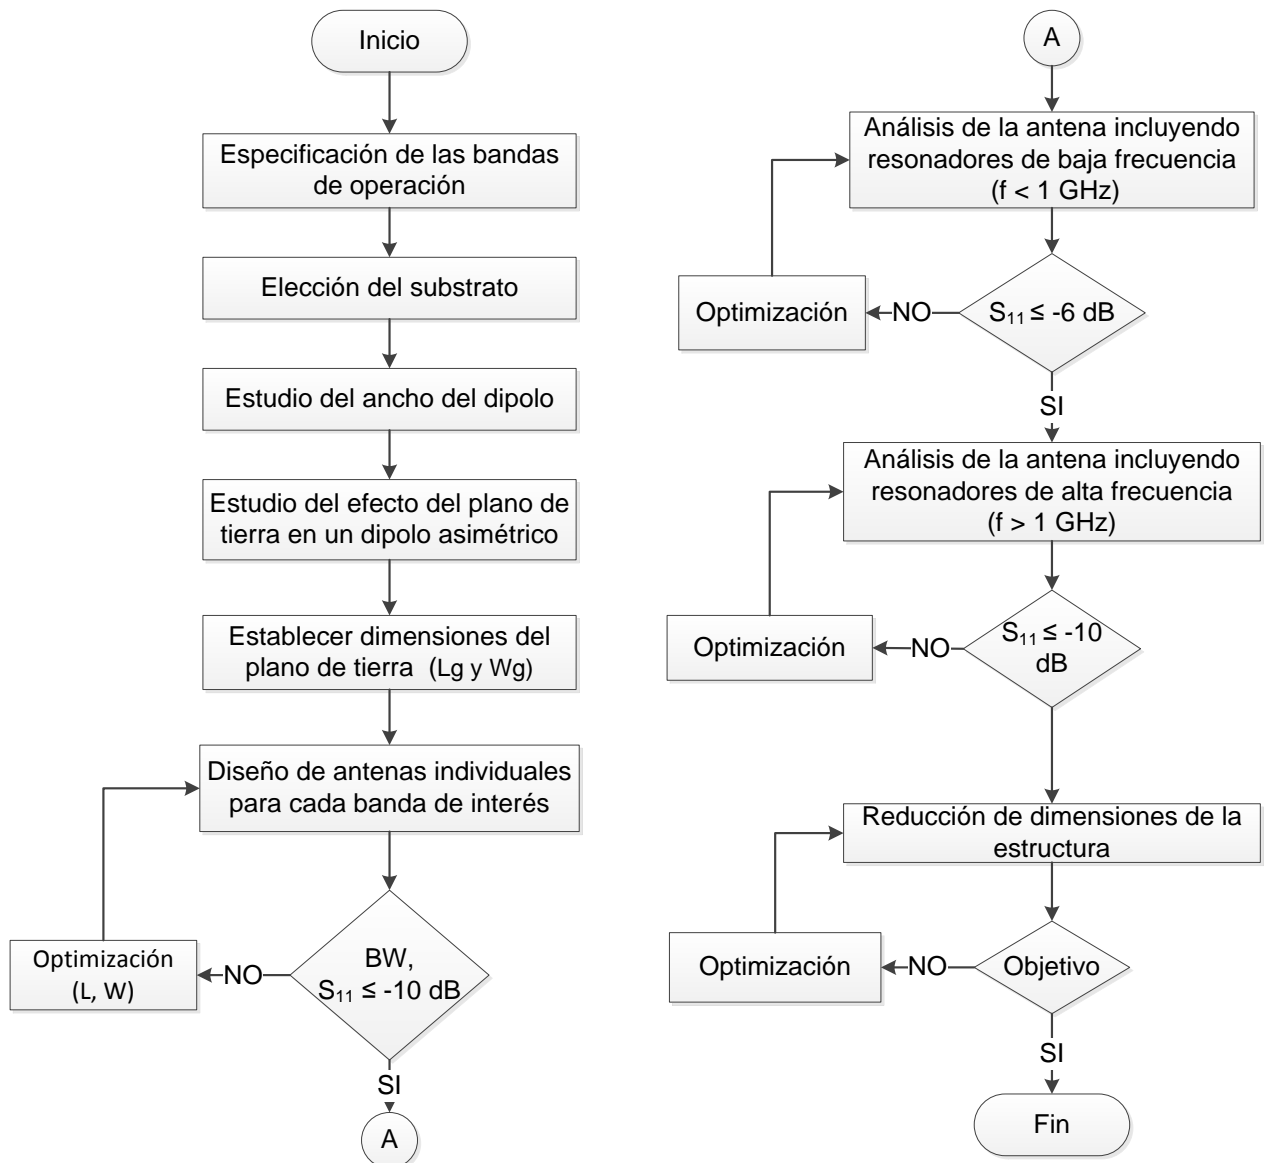 Inicio
Especificación de las bandas
de operación
Elección del substrato
Estudio del ancho del dipolo
Estudio del efecto del plano de
tierra en un dipolo asimétrico
Establecer dimensiones del
plano de tierra (Lg y Wg)
Diseño de antenas individuales
para cada banda de interés
BW,
S₁₁ ≤ -10 dB
NO
Optimización
(L, W)
SI
A
A
Análisis de la antena incluyendo
resonadores de baja frecuencia
(f < 1 GHz)
S₁₁ ≤ -6 dB
NO
Optimización
SI
Análisis de la antena incluyendo
resonadores de alta frecuencia
(f > 1 GHz)
S₁₁ ≤ -10
dB
NO
Optimización
Reducción de dimensiones de la
estructura
Objetivo
NO
Optimización
SI
Fin